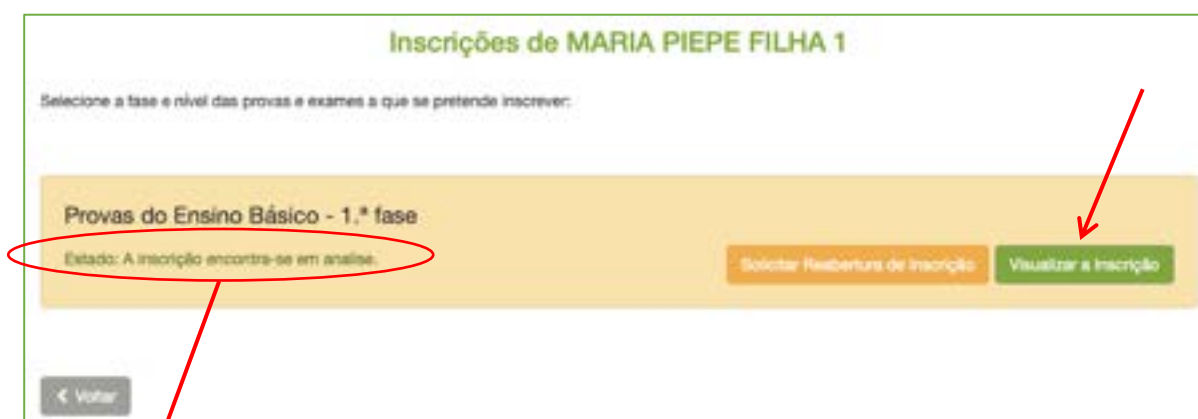 Inscrições de MARIA PIEPE FILHA 1
Selecione a fase e nível das provas e exames a que se pretende inscrever:
Provas do Ensino Básico - 1.ª fase
Estado: A inscrição encontra-se em analise.
Solicitar Reabertura de Inscrição
Visualizar a Inscrição
Voltar